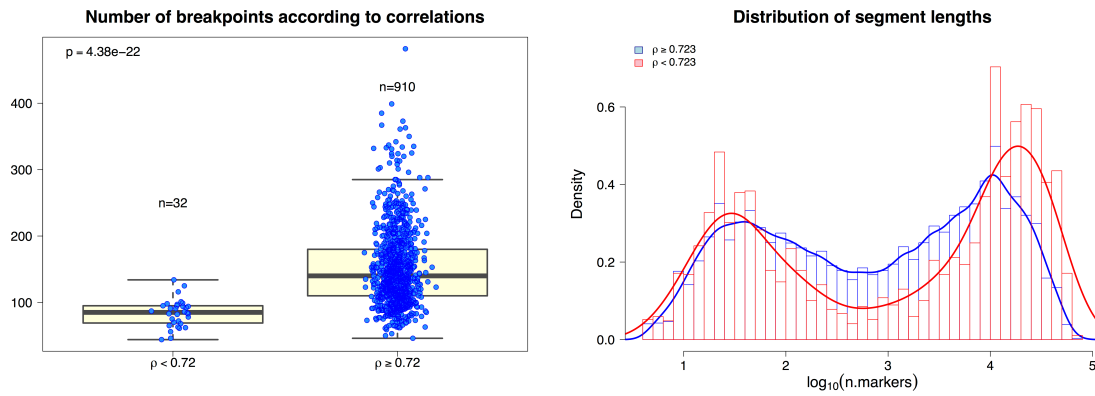 Number of breakpoints according to correlations
p = 4.38e−22
n=910
n=32
400
300
200
100
ρ < 0.72
ρ ≥ 0.72
Distribution of segment lengths
ρ ≥ 0.723
ρ < 0.723
Density
0.6
0.4
0.2
0.0
1
2
3
4
5
log₁₀(n.markers)